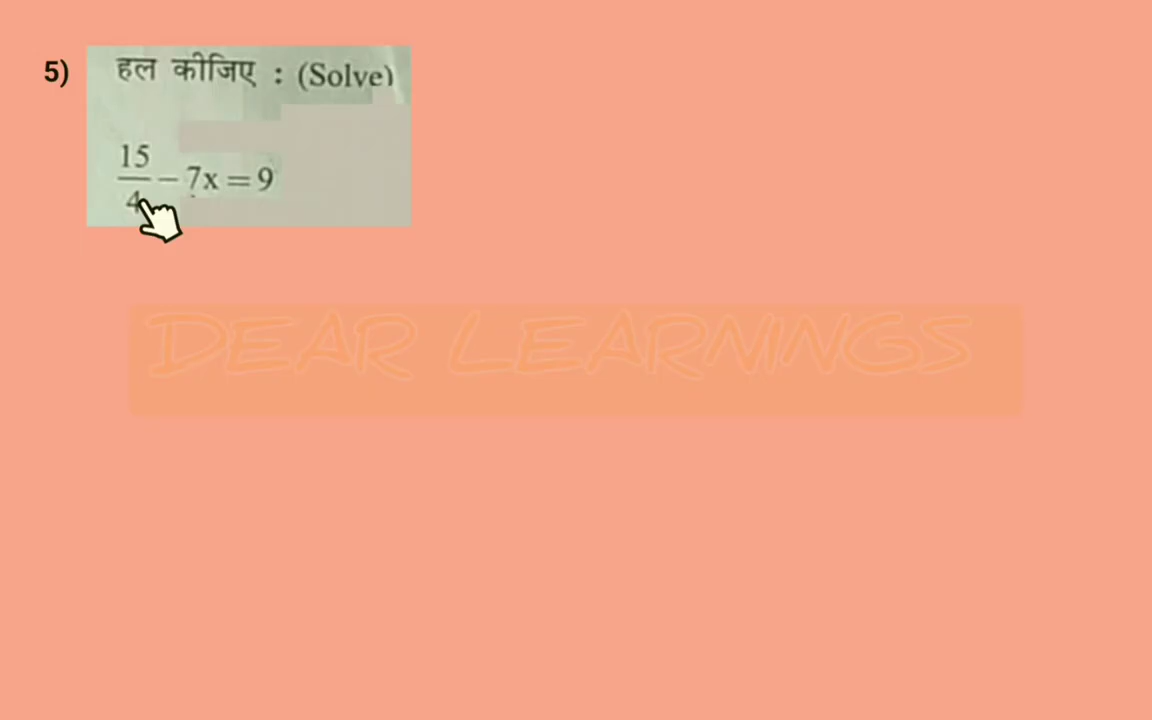 5) हल कीजिए : (Solve)
15/4 − 7x = 9
DEAR LEARNINGS